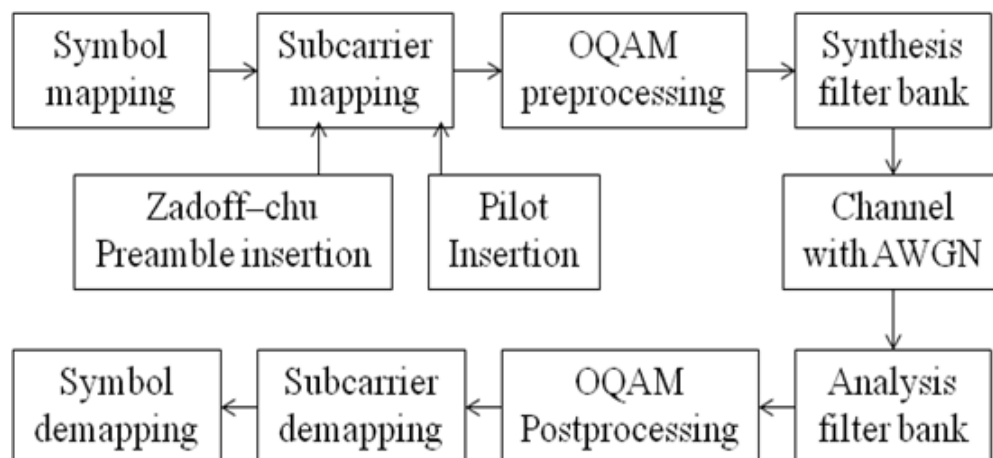 Symbol
mapping
Subcarrier
mapping
OQAM
preprocessing
Synthesis
filter bank
Zadoff–chu
Preamble insertion
Pilot
Insertion
Channel
with AWGN
Symbol
demapping
Subcarrier
demapping
OQAM
Postprocessing
Analysis
filter bank